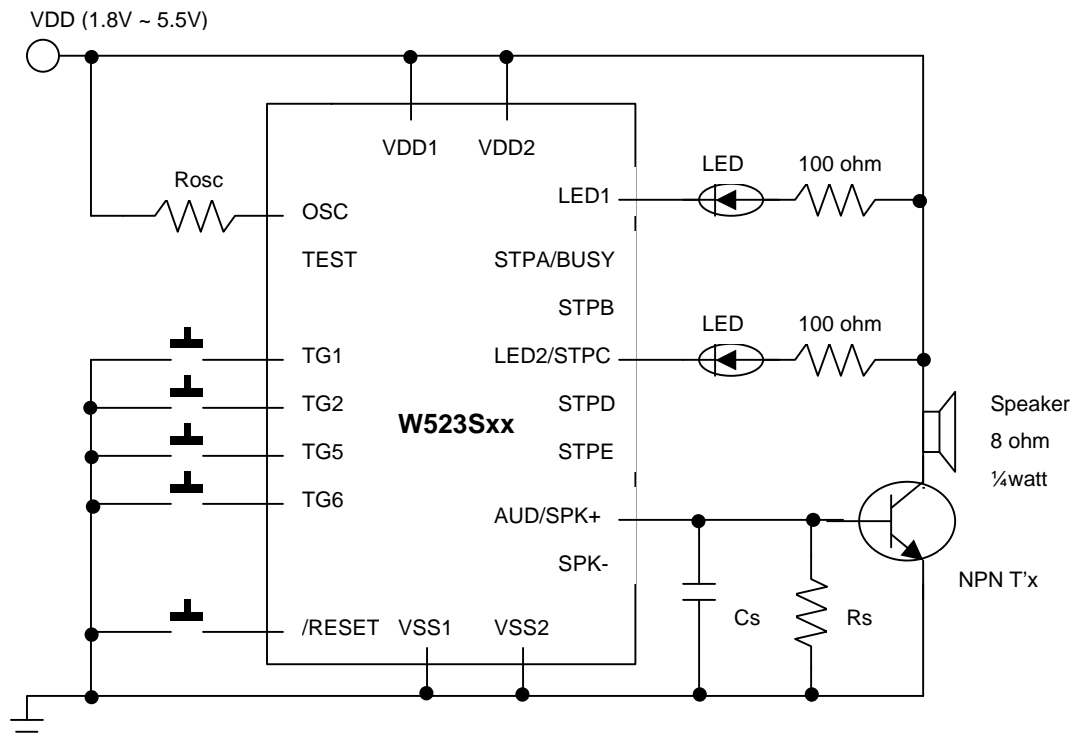 VDD (1.8V ~ 5.5V)
VDD1
VDD2
Rosc
OSC
TEST
TG1
TG2
TG5
TG6
/RESET
VSS1
VSS2
W523Sxx
LED1
STPA/BUSY
STPB
LED2/STPC
STPD
STPE
AUD/SPK+
SPK-
LED
100 ohm
LED
100 ohm
Speaker
8 ohm
¼watt
NPN T'x
Cs
Rs